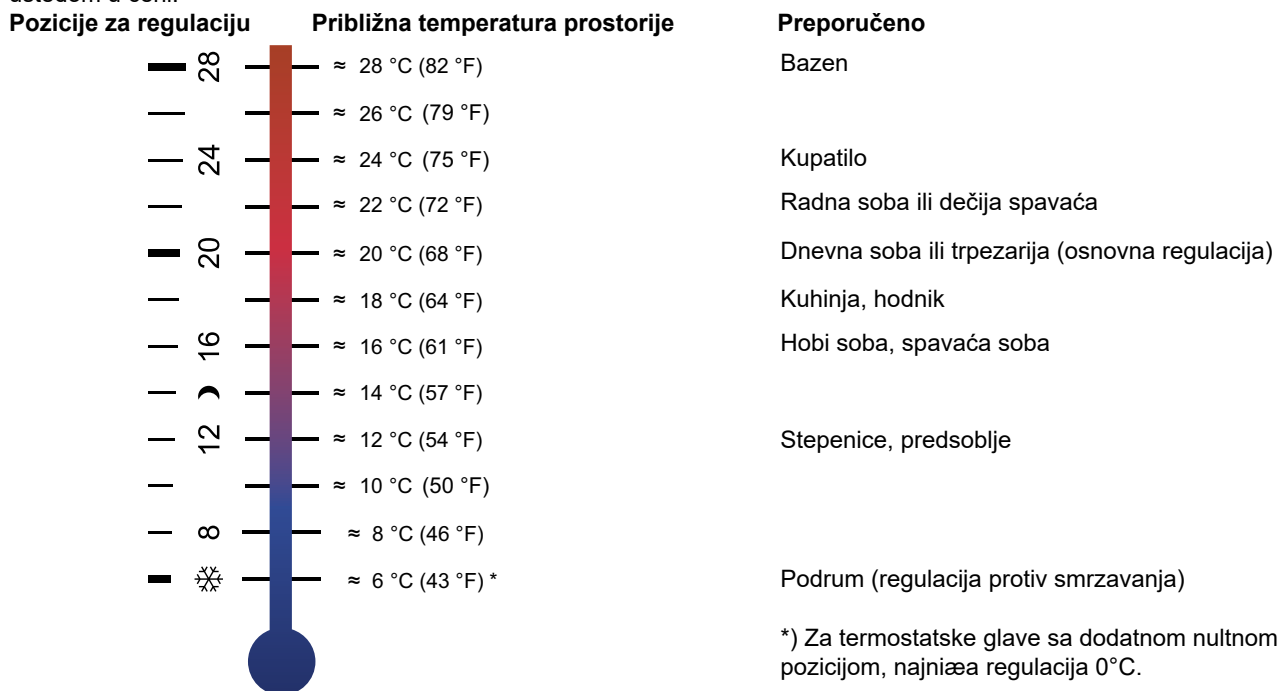 Pozicije za regulaciju Približna temperatura prostorije Preporučeno
28 ≈ 28 °C (82 °F) Bazen
≈ 26 °C (79 °F)
24 ≈ 24 °C (75 °F) Kupatilo
≈ 22 °C (72 °F) Radna soba ili dečija spavaća
20 ≈ 20 °C (68 °F) Dnevna soba ili trpezarija (osnovna regulacija)
≈ 18 °C (64 °F) Kuhinja, hodnik
16 ≈ 16 °C (61 °F) Hobi soba, spavaća soba
≈ 14 °C (57 °F)
12 ≈ 12 °C (54 °F) Stepenice, predsoblje
≈ 10 °C (50 °F)
8 ≈ 8 °C (46 °F)
≈ 6 °C (43 °F) * Podrum (regulacija protiv smrzavanja)
*) Za termostatske glave sa dodatnom nultnom
pozicijom, najniæa regulacija 0°C.